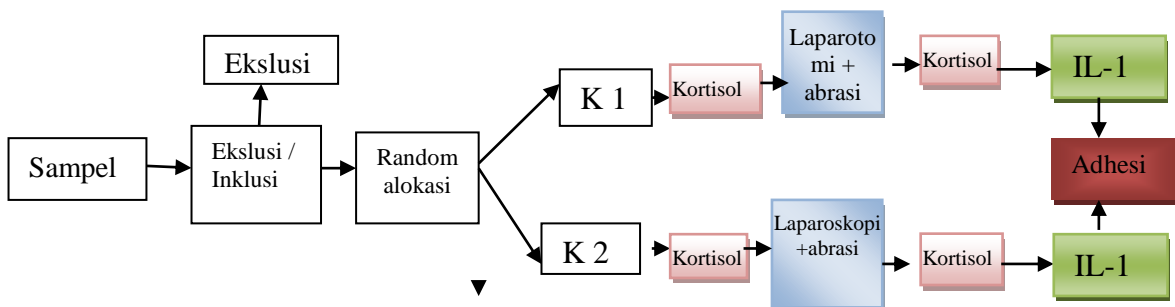 Ekslusi
Sampel
Ekslusi /
Inklusi
Random
alokasi
K 1
Kortisol
Laparoto
mi +
abrasi
Kortisol
IL-1
Adhesi
K 2
Kortisol
Laparoskopi
+abrasi
Kortisol
IL-1